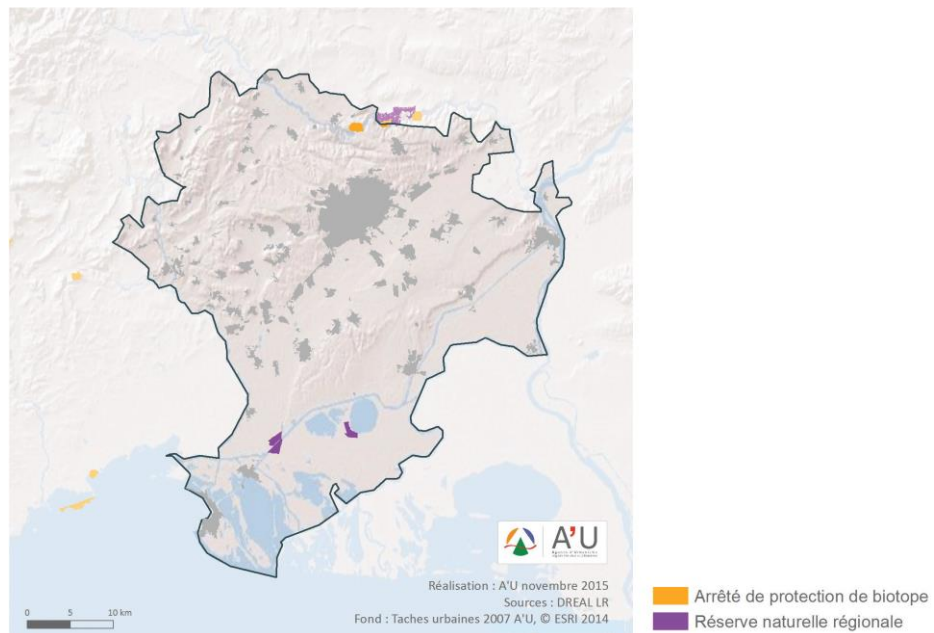 A'U
Réalisation : A'U novembre 2015
Sources : DREAL LR
Fond : Taches urbaines 2007 A'U, © ESRI 2014
0 5 10 km
Arrêté de protection de biotope
Réserve naturelle régionale